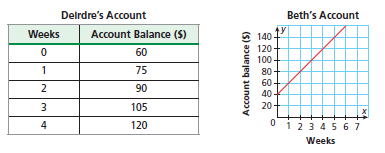 Deirdre's Account
Weeks Account Balance ($)
0 60
1 75
2 90
3 105
4 120
Beth's Account
Account balance ($)
y
140
120
100
80
60
40
20
0 1 2 3 4 5 6 7
x
Weeks